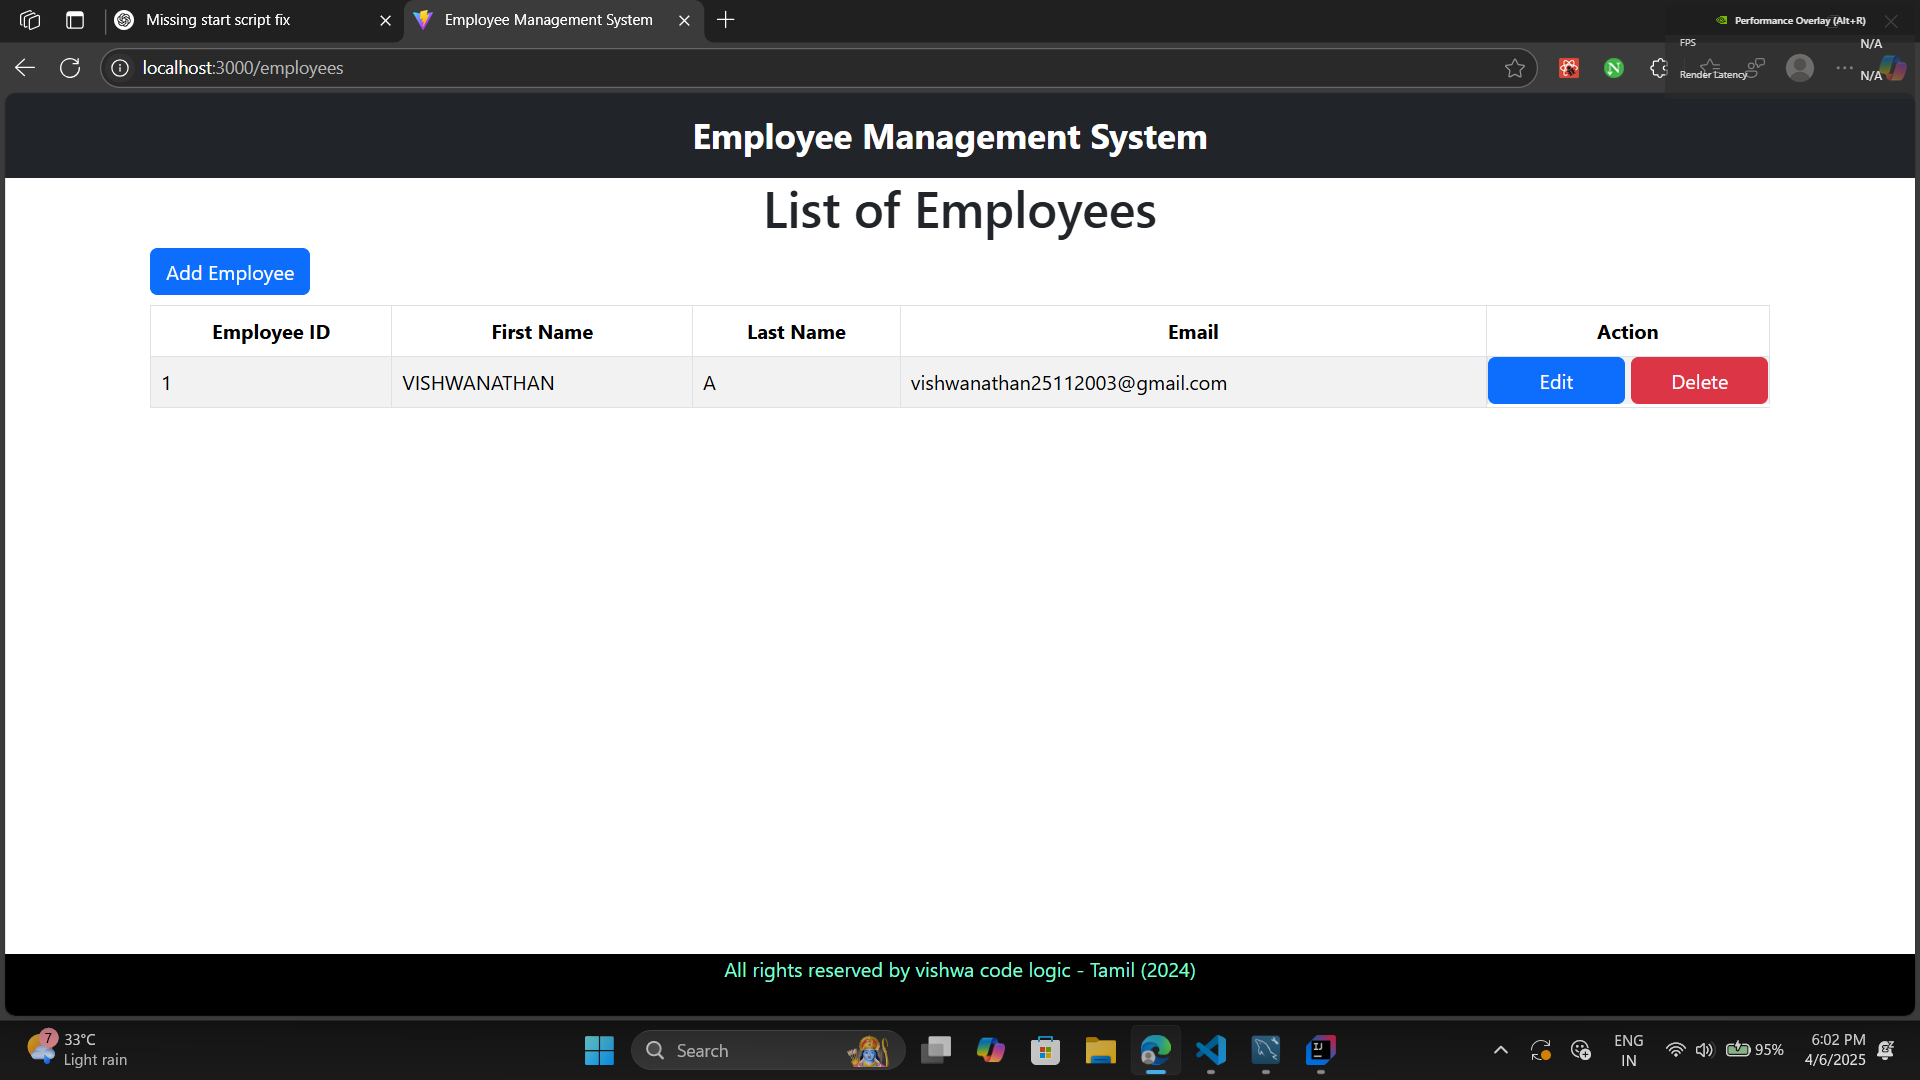 Missing start script fix
Employee Management System
Performance Overlay (Alt+R)
FPS N/A
Render Latency N/A
localhost:3000/employees
Employee Management System
List of Employees
Add Employee
Employee ID First Name Last Name Email Action
1 VISHWANATHAN A vishwanathan25112003@gmail.com Edit Delete
All rights reserved by vishwa code logic - Tamil (2024)
7
33°C
Light rain
Search
ENG
IN
95%
6:02 PM
4/6/2025